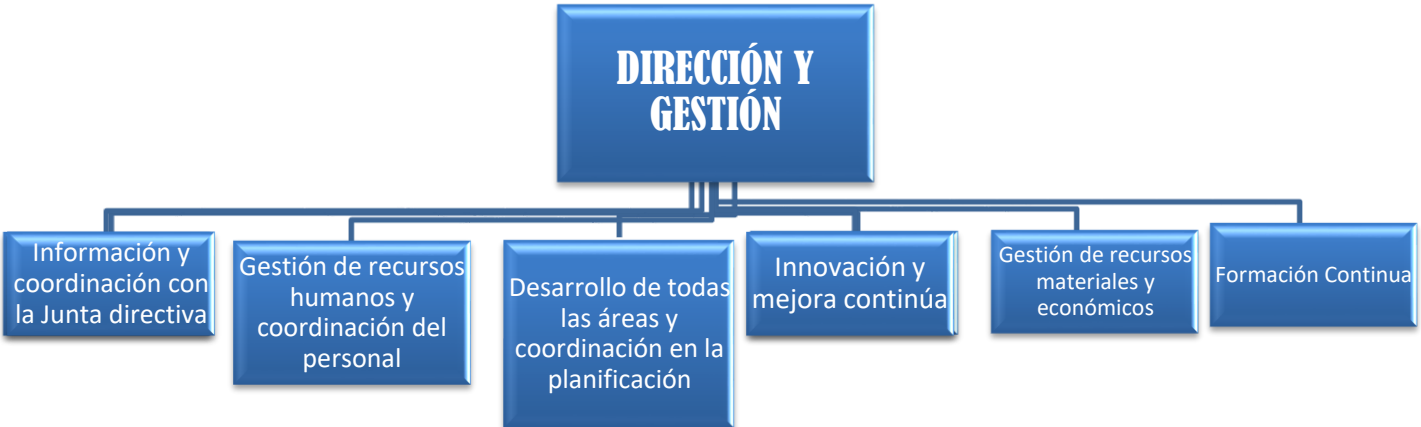 DIRECCIÓN Y
GESTIÓN
Información y
coordinación con
la Junta directiva
Gestión de recursos
humanos y
coordinación del
personal
Desarrollo de todas
las áreas y
coordinación en la
planificación
Innovación y
mejora continúa
Gestión de recursos
materiales y
económicos
Formación Continua